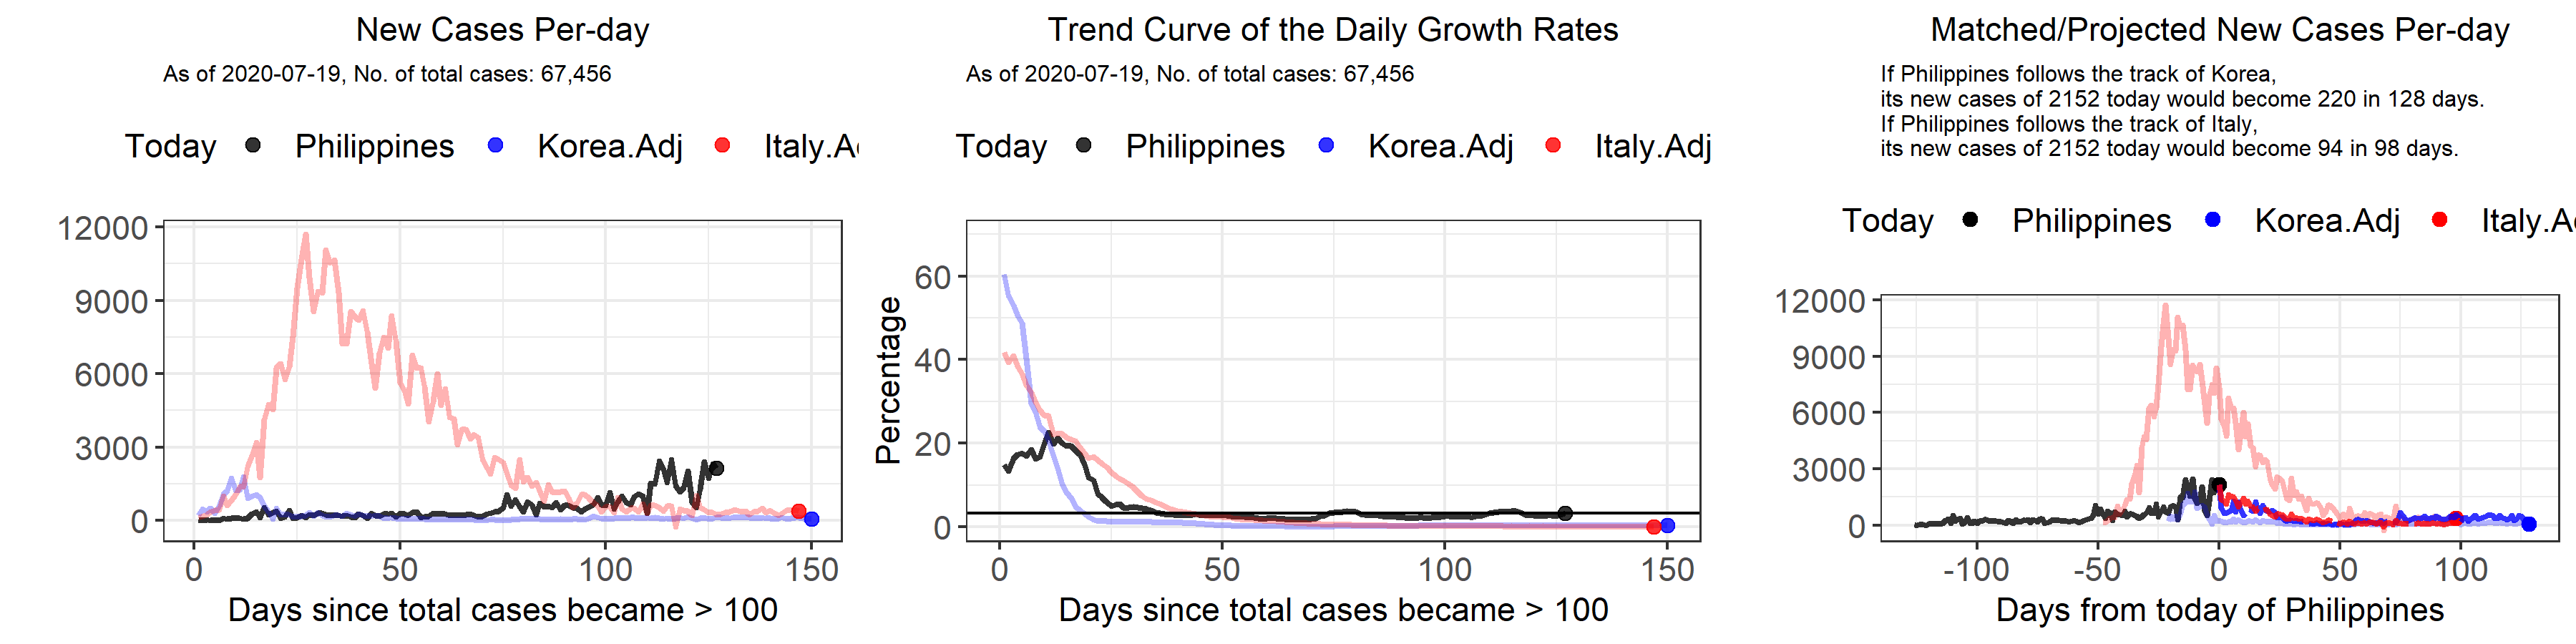 New Cases Per-day
As of 2020-07-19, No. of total cases: 67,456
Today Philippines Korea.Adj Italy.A
12000
9000
6000
3000
0
0 50 100 150
Days since total cases became > 100
Trend Curve of the Daily Growth Rates
As of 2020-07-19, No. of total cases: 67,456
Today Philippines Korea.Adj Italy.Adj
Percentage
60
40
20
0
0 50 100 150
Days since total cases became > 100
Matched/Projected New Cases Per-day
If Philippines follows the track of Korea,
its new cases of 2152 today would become 220 in 128 days.
If Philippines follows the track of Italy,
its new cases of 2152 today would become 94 in 98 days.
Today Philippines Korea.Adj Italy.A
12000
9000
6000
3000
0
-100 -50 0 50 100
Days from today of Philippines